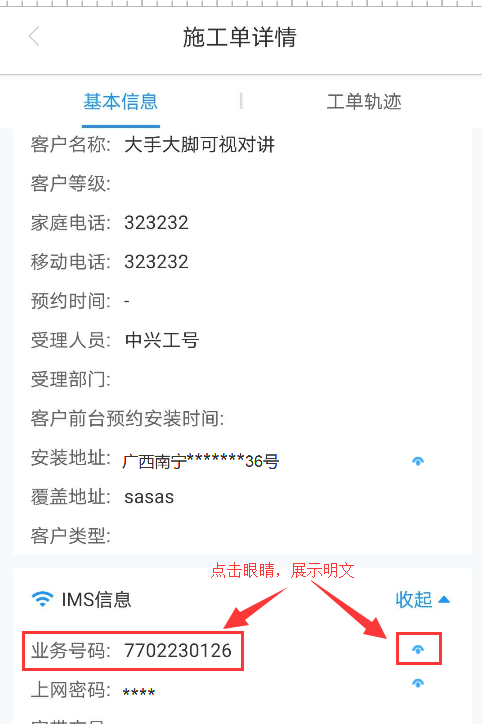 施工单详情
基本信息 | 工单轨迹
客户名称: 大手大脚可视对讲
客户等级:
家庭电话: 323232
移动电话: 323232
预约时间: -
受理人员: 中兴工号
受理部门:
客户前台预约安装时间:
安装地址: 广西南宁*******36号
覆盖地址: sasas
客户类型:
点击眼睛，展示明文
IMS信息 收起
业务号码: 7702230126
上网密码: ****